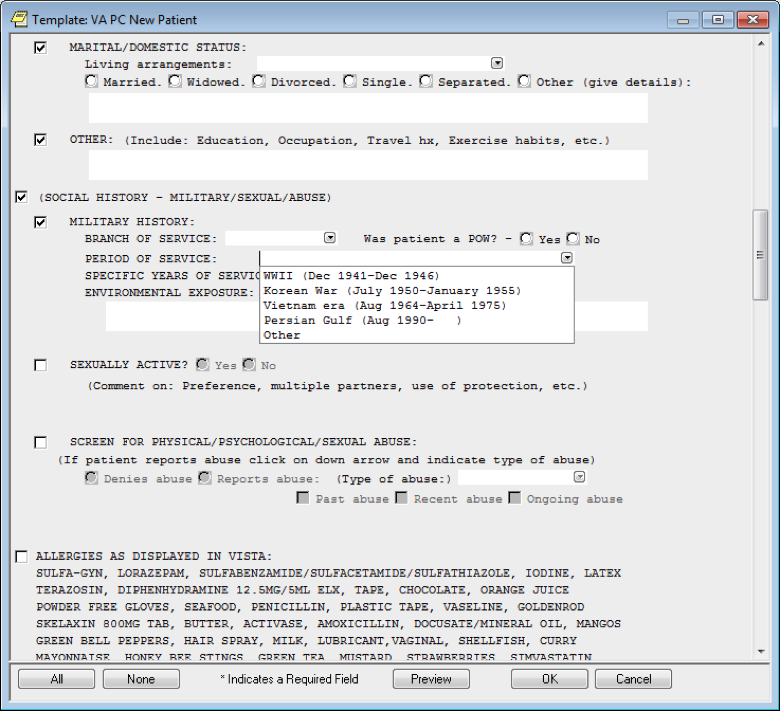 Template: VA PC New Patient
MARITAL/DOMESTIC STATUS:
Living arrangements:
Married. Widowed. Divorced. Single. Separated. Other (give details):
OTHER: (Include: Education, Occupation, Travel hx, Exercise habits, etc.)
(SOCIAL HISTORY - MILITARY/SEXUAL/ABUSE)
MILITARY HISTORY:
BRANCH OF SERVICE: Was patient a POW? - Yes No
PERIOD OF SERVICE:
SPECIFIC YEARS OF SERVIC
WWII (Dec 1941-Dec 1946)
ENVIRONMENTAL EXPOSURE:
Korean War (July 1950-January 1955)
Vietnam era (Aug 1964-April 1975)
Persian Gulf (Aug 1990- )
Other
SEXUALLY ACTIVE? Yes No
(Comment on: Preference, multiple partners, use of protection, etc.)
SCREEN FOR PHYSICAL/PSYCHOLOGICAL/SEXUAL ABUSE:
(If patient reports abuse click on down arrow and indicate type of abuse)
Denies abuse Reports abuse: (Type of abuse:)
Past abuse Recent abuse Ongoing abuse
ALLERGIES AS DISPLAYED IN VISTA:
SULFA-GYN, LORAZEPAM, SULFABENZAMIDE/SULFACETAMIDE/SULFATHIAZOLE, IODINE, LATEX
TERAZOSIN, DIPHENHYDRAMINE 12.5MG/5ML ELX, TAPE, CHOCOLATE, ORANGE JUICE
POWDER FREE GLOVES, SEAFOOD, PENICILLIN, PLASTIC TAPE, VASELINE, GOLDENROD
SKELAXIN 800MG TAB, BUTTER, ACTIVASE, AMOXICILLIN, DOCUSATE/MINERAL OIL, MANGOS
GREEN BELL PEPPERS, HAIR SPRAY, MILK, LUBRICANT,VAGINAL, SHELLFISH, CURRY
MAYONNAISE, HONEY BEE STINGS, GREEN TEA, MUSTARD, STRAWBERRIES, SIMVASTATIN
All None * Indicates a Required Field Preview OK Cancel